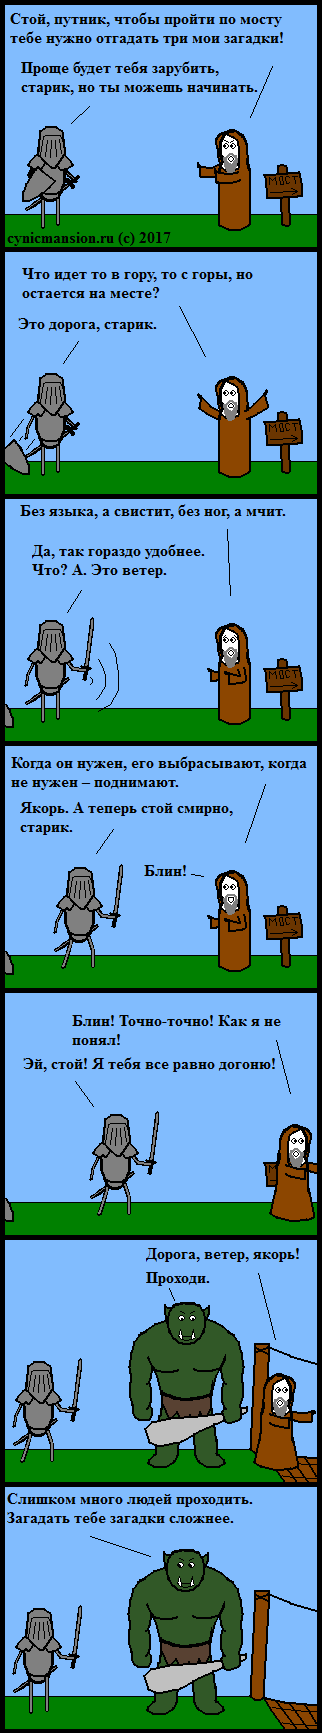 Стой, путник, чтобы пройти по мосту
тебе нужно отгадать три мои загадки!
Проще будет тебя зарубить,
старик, но ты можешь начинать.
МОСТ
cynicmansion.ru (c) 2017
Что идет то в гору, то с горы, но
остается на месте?
Это дорога, старик.
МОСТ
Без языка, а свистит, без ног, а мчит.
Да, так гораздо удобнее.
Что? А. Это ветер.
МОСТ
Когда он нужен, его выбрасывают, когда
не нужен – поднимают.
Якорь. А теперь стой смирно,
старик.
Блин!
МОСТ
Блин! Точно-точно! Как я не
понял!
Эй, стой! Я тебя все равно догоню!
Дорога, ветер, якорь!
Проходи.
Слишком много людей проходить.
Загадать тебе загадки сложнее.